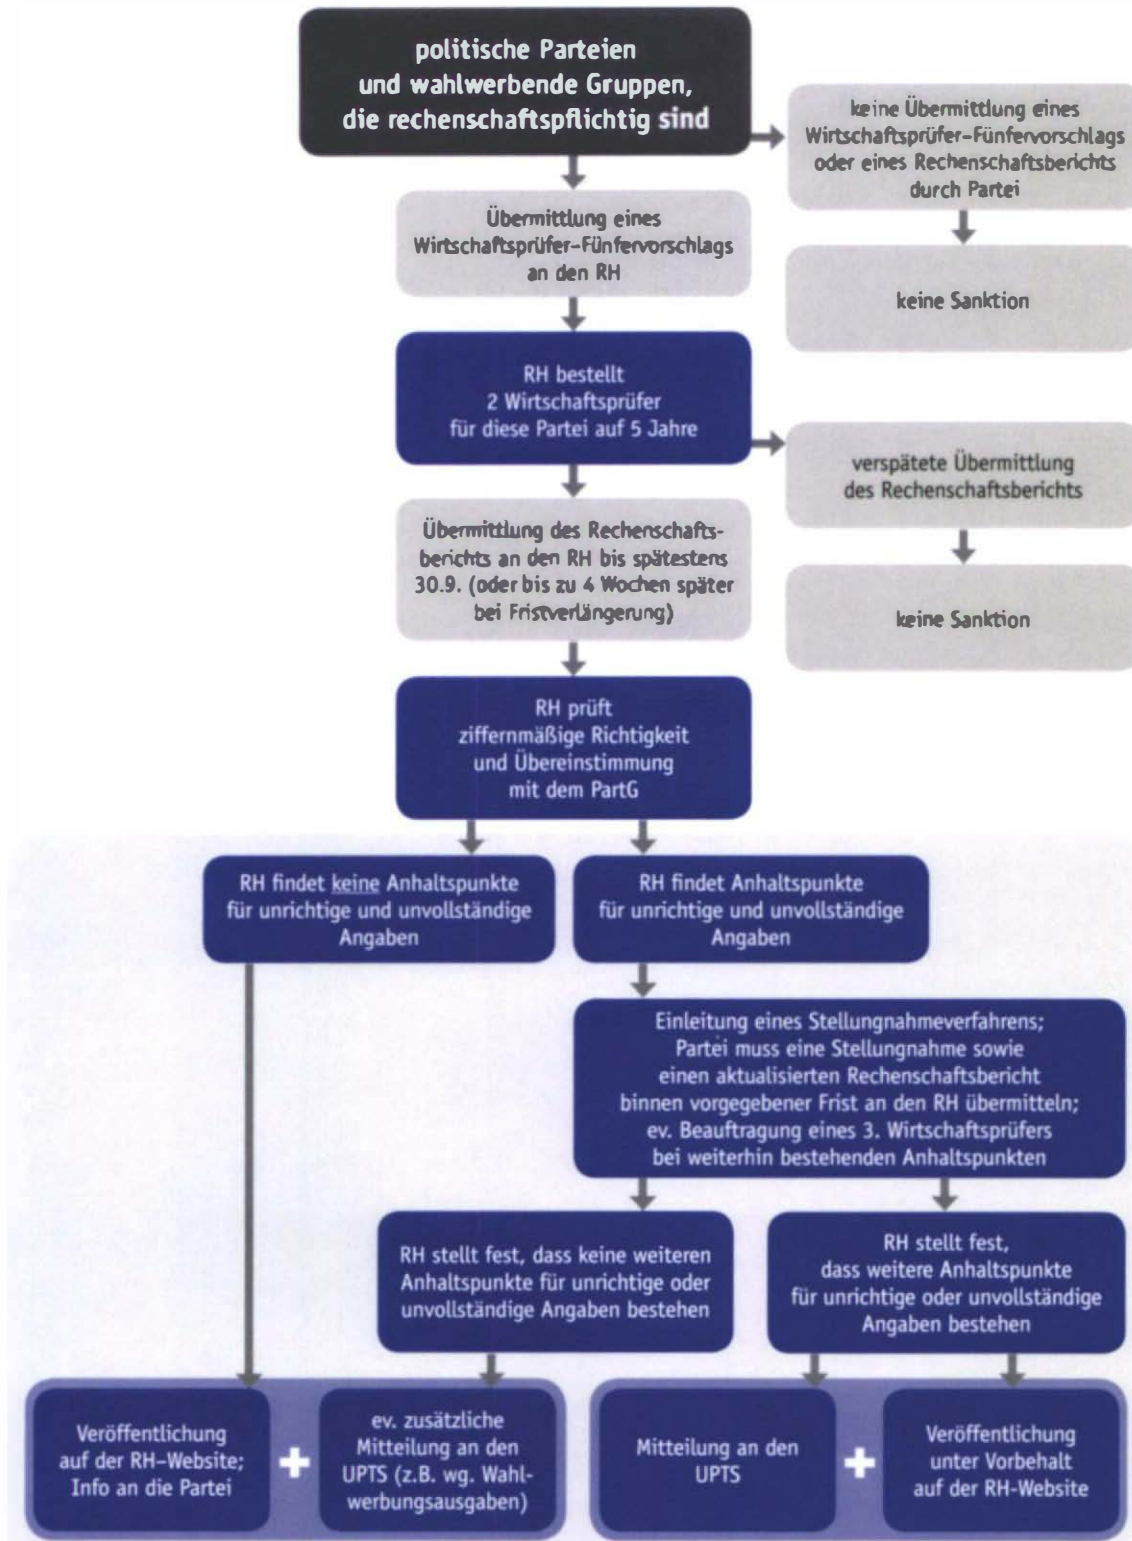 politische Parteien
und wahlwerbende Gruppen,
die rechenschaftspflichtig sind
keine Übermittlung eines
Wirtschaftsprüfer-Fünfervorschlags
oder eines Rechenschaftsberichts
durch Partei
Übermittlung eines
Wirtschaftsprüfer-Fünfervorschlags
an den RH
keine Sanktion
RH bestellt
2 Wirtschaftsprüfer
für diese Partei auf 5 Jahre
verspätete Übermittlung
des Rechenschaftsberichts
Übermittlung des Rechenschafts-
berichts an den RH bis spätestens
30.9. (oder bis zu 4 Wochen später
bei Fristverlängerung)
keine Sanktion
RH prüft
ziffernmäßige Richtigkeit
und Übereinstimmung
mit dem PartG
RH findet keine Anhaltspunkte
für unrichtige und unvollständige
Angaben
RH findet Anhaltspunkte
für unrichtige und unvollständige
Angaben
Einleitung eines Stellungnahmeverfahrens;
Partei muss eine Stellungnahme sowie
einen aktualisierten Rechenschaftsbericht
binnen vorgegebener Frist an den RH übermitteln;
ev. Beauftragung eines 3. Wirtschaftsprüfers
bei weiterhin bestehenden Anhaltspunkten
RH stellt fest, dass keine weiteren
Anhaltspunkte für unrichtige oder
unvollständige Angaben bestehen
RH stellt fest,
dass weitere Anhaltspunkte
für unrichtige oder unvollständige
Angaben bestehen
Veröffentlichung
auf der RH-Website;
Info an die Partei
+
ev. zusätzliche
Mitteilung an den
UPTS (z.B. wg. Wahl-
werbungsausgaben)
Mitteilung an den
UPTS
+
Veröffentlichung
unter Vorbehalt
auf der RH-Website